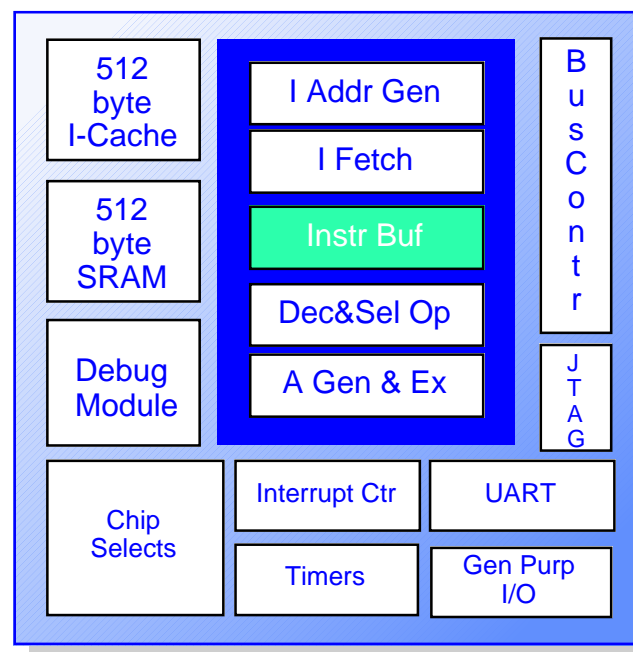 512
byte
I-Cache
512
byte
SRAM
Debug
Module
I Addr Gen
I Fetch
Instr Buf
Dec&Sel Op
A Gen & Ex
B
u
s
C
o
n
t
r
J
T
A
G
Chip
Selects
Interrupt Ctr
UART
Timers
Gen Purp
I/O